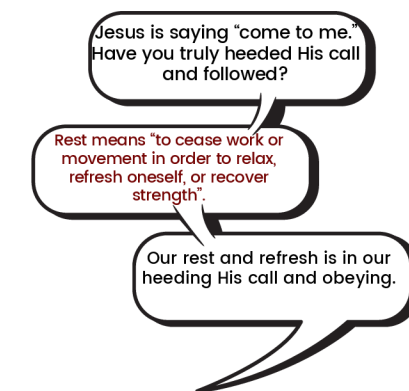 Jesus is saying “come to me.”
Have you truly heeded His call
and followed?
Rest means “to cease work or
movement in order to relax,
refresh oneself, or recover
strength”.
Our rest and refresh is in our
heeding His call and obeying.